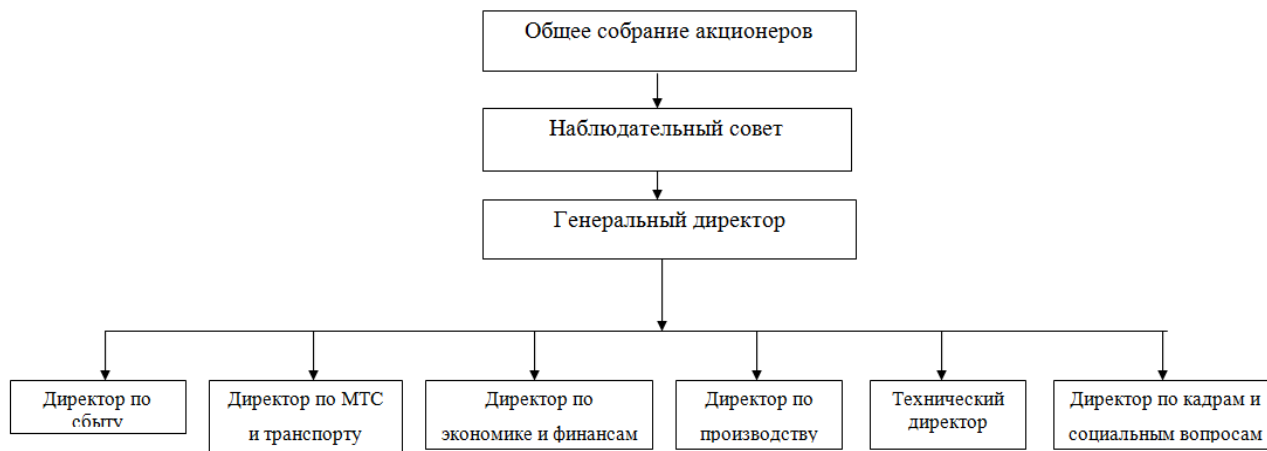 Общее собрание акционеров
Наблюдательный совет
Генеральный директор
Директор по
сбыту
Директор по МТС
и транспорту
Директор по
экономике и финансам
Директор по
производству
Технический
директор
Директор по кадрам и
социальным вопросам